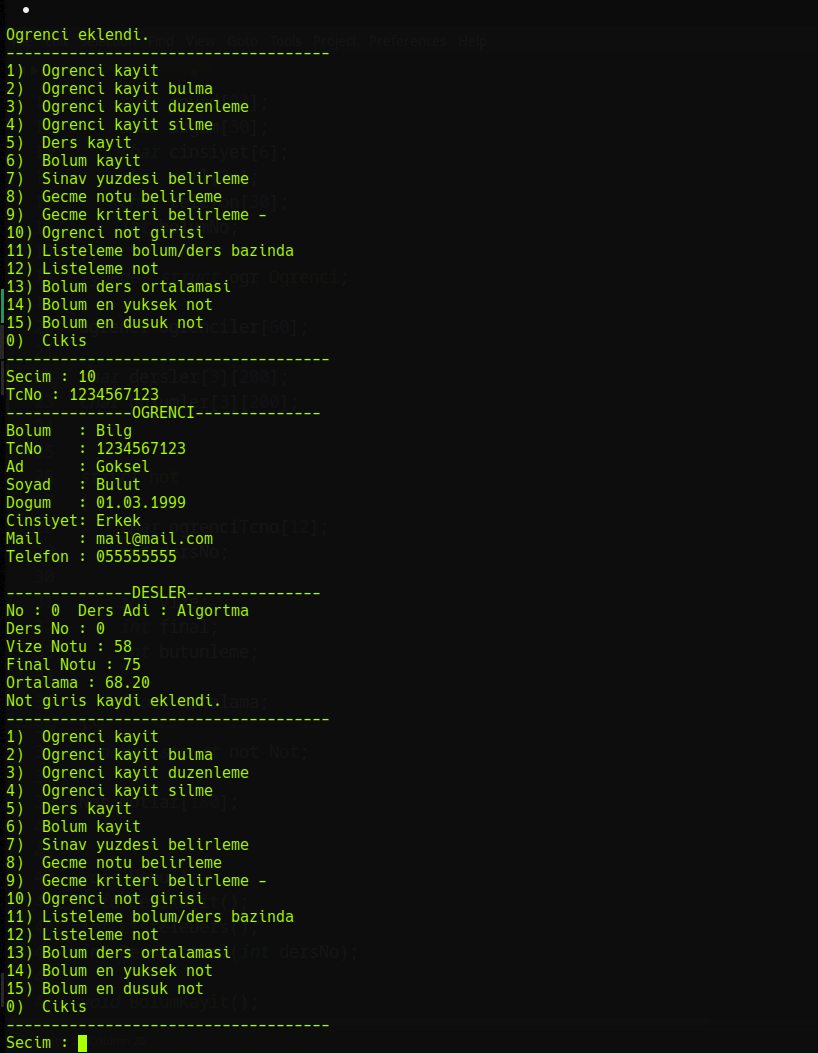 Ogrenci eklendi.
------------------------------------
1)  Ogrenci kayit
2)  Ogrenci kayit bulma
3)  Ogrenci kayit duzenleme
4)  Ogrenci kayit silme
5)  Ders kayit
6)  Bolum kayit
7)  Sinav yuzdesi belirleme
8)  Gecme notu belirleme
9)  Gecme kriteri belirleme -
10) Ogrenci not girisi
11) Listeleme bolum/ders bazinda
12) Listeleme not
13) Bolum ders ortalamasi
14) Bolum en yuksek not
15) Bolum en dusuk not
0)  Cikis
------------------------------------
Secim : 10
TcNo : 1234567123
--------------OGRENCI--------------
Bolum   : Bilg
TcNo    : 1234567123
Ad      : Goksel
Soyad   : Bulut
Dogum   : 01.03.1999
Cinsiyet: Erkek
Mail    : mail@mail.com
Telefon : 055555555
--------------DESLER---------------
No : 0  Ders Adi : Algortma
Ders No : 0
Vize Notu : 58
Final Notu : 75
Ortalama : 68.20
Not giris kaydi eklendi.
------------------------------------
1)  Ogrenci kayit
2)  Ogrenci kayit bulma
3)  Ogrenci kayit duzenleme
4)  Ogrenci kayit silme
5)  Ders kayit
6)  Bolum kayit
7)  Sinav yuzdesi belirleme
8)  Gecme notu belirleme
9)  Gecme kriteri belirleme -
10) Ogrenci not girisi
11) Listeleme bolum/ders bazinda
12) Listeleme not
13) Bolum ders ortalamasi
14) Bolum en yuksek not
15) Bolum en dusuk not
0)  Cikis
------------------------------------
Secim :